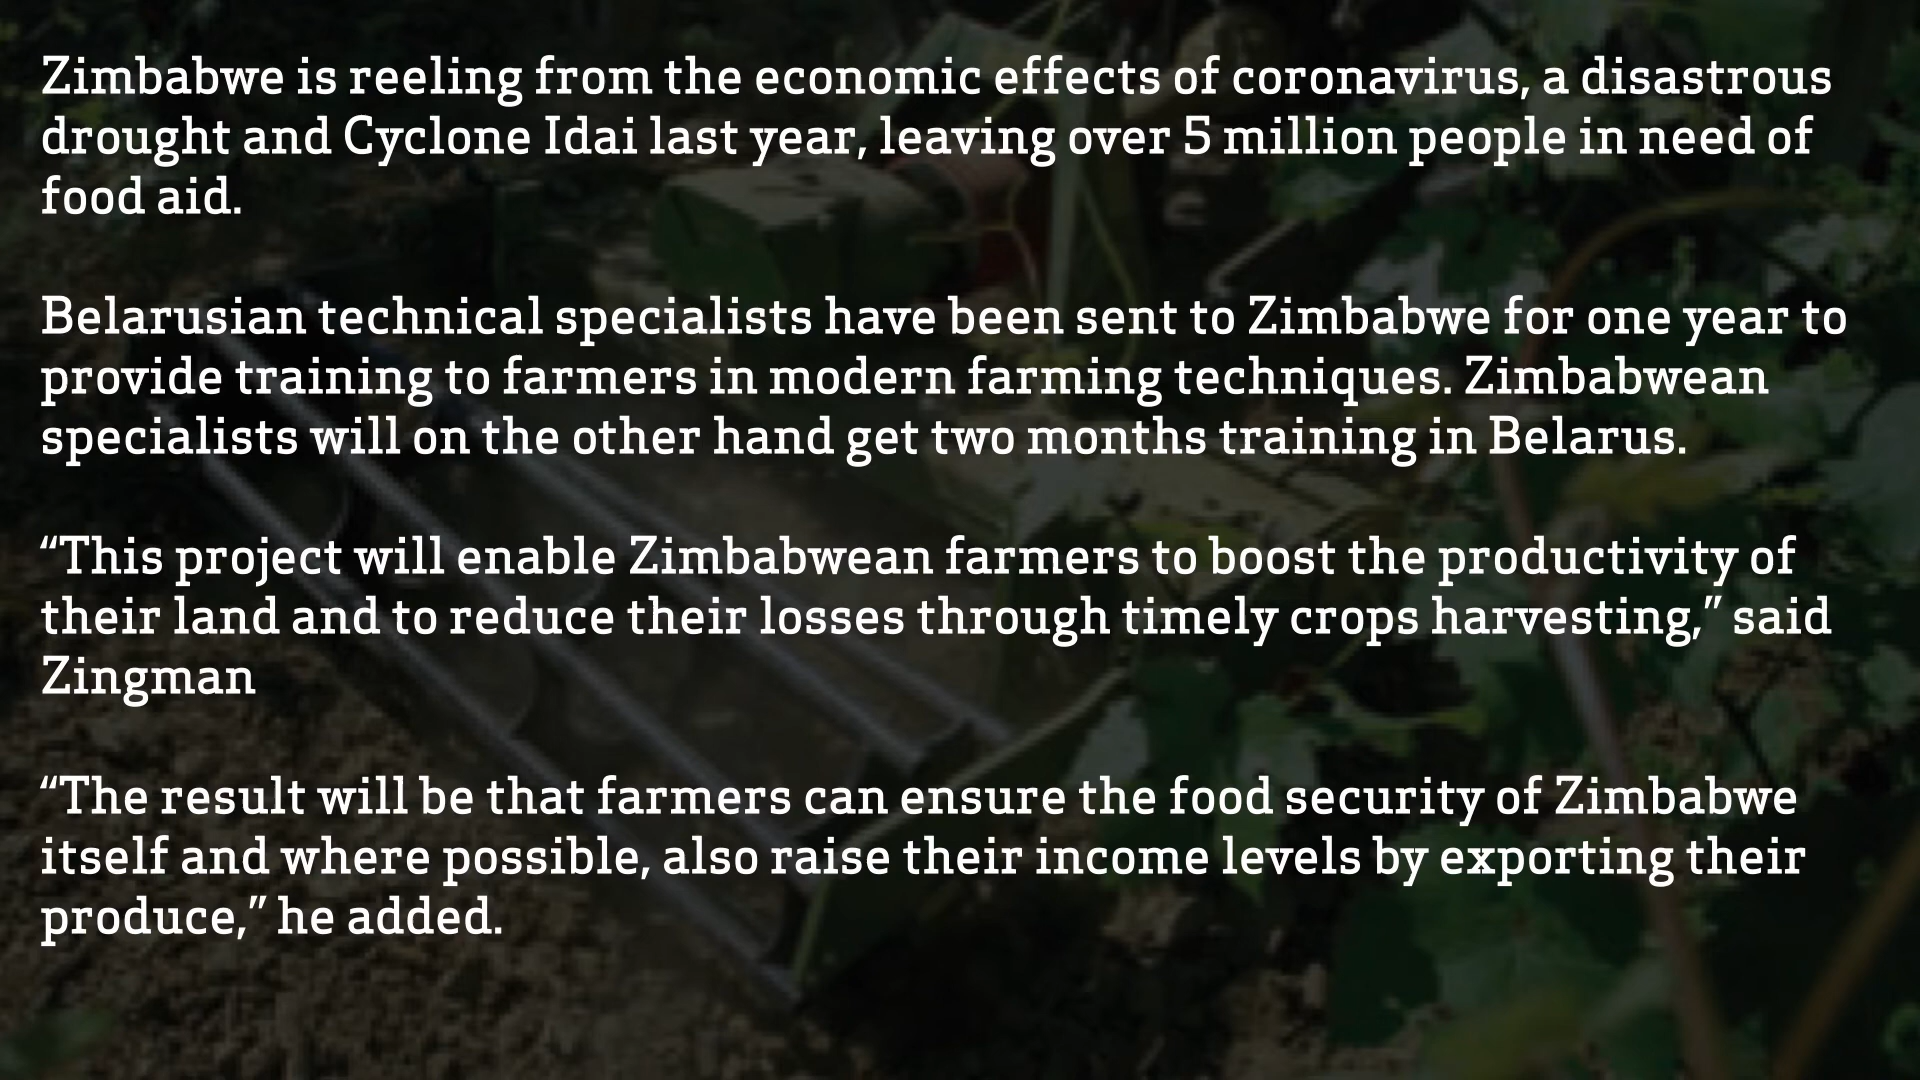 Zimbabwe is reeling from the economic effects of coronavirus, a disastrous
drought and Cyclone Idai last year, leaving over 5 million people in need of
food aid.
Belarusian technical specialists have been sent to Zimbabwe for one year to
provide training to farmers in modern farming techniques. Zimbabwean
specialists will on the other hand get two months training in Belarus.
“This project will enable Zimbabwean farmers to boost the productivity of
their land and to reduce their losses through timely crops harvesting,” said
Zingman
“The result will be that farmers can ensure the food security of Zimbabwe
itself and where possible, also raise their income levels by exporting their
produce,” he added.